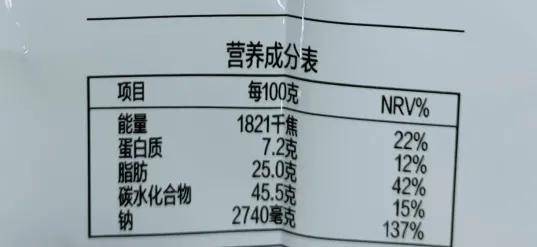 营养成分表
项目 每100克 NRV%
能量 1821千焦 22%
蛋白质 7.2克 12%
脂肪 25.0克 42%
碳水化合物 45.5克 15%
钠 2740毫克 137%